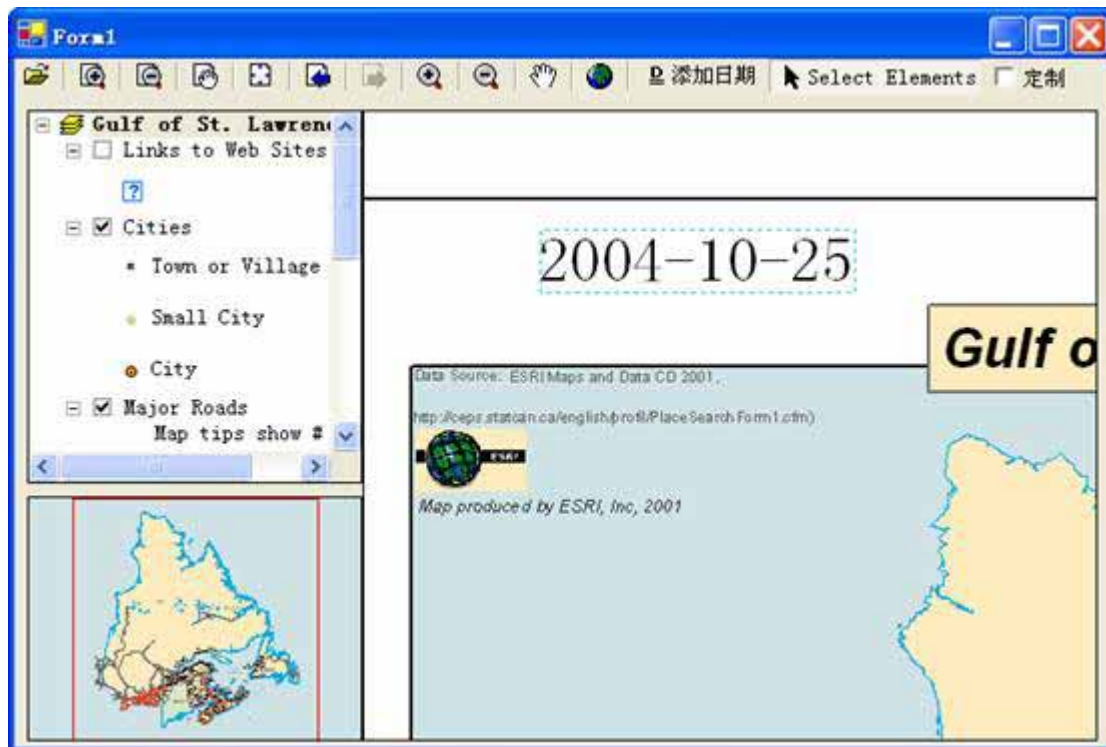 Form1
添加日期 Select Elements 定制
Gulf of St. Lawren
Links to Web Sites
?
Cities
Town or Village
Small City
City
Major Roads
Map tips show #
2004-10-25
Gulf o
Data Source: ESRI Maps and Data CD 2001,
http://ceps.statcan.ca/english/profil/PlaceSearchForm1.cfm)
ESRI
Map produced by ESRI, Inc, 2001